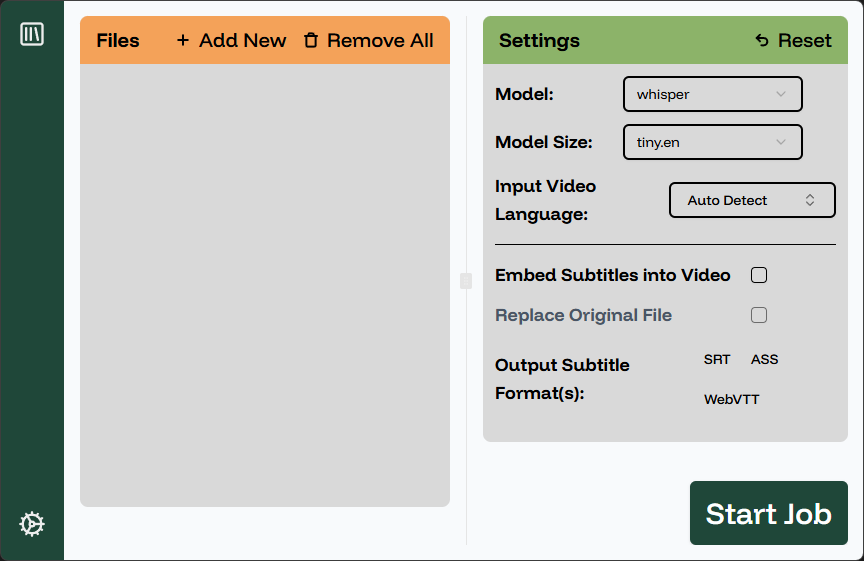 Files + Add New Remove All
Settings Reset
Model: whisper
Model Size: tiny.en
Input Video
Language:
Auto Detect
Embed Subtitles into Video
Replace Original File
Output Subtitle
Format(s):
SRT ASS
WebVTT
Start Job